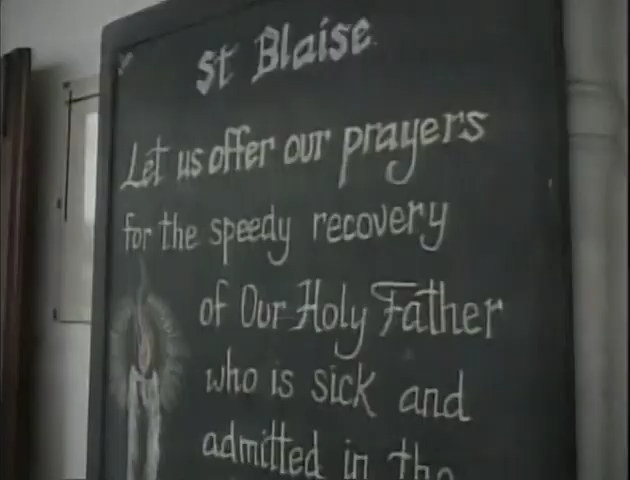 St Blaise
Let us offer our prayers
for the speedy recovery
of Our Holy Father
who is sick and
admitted in the